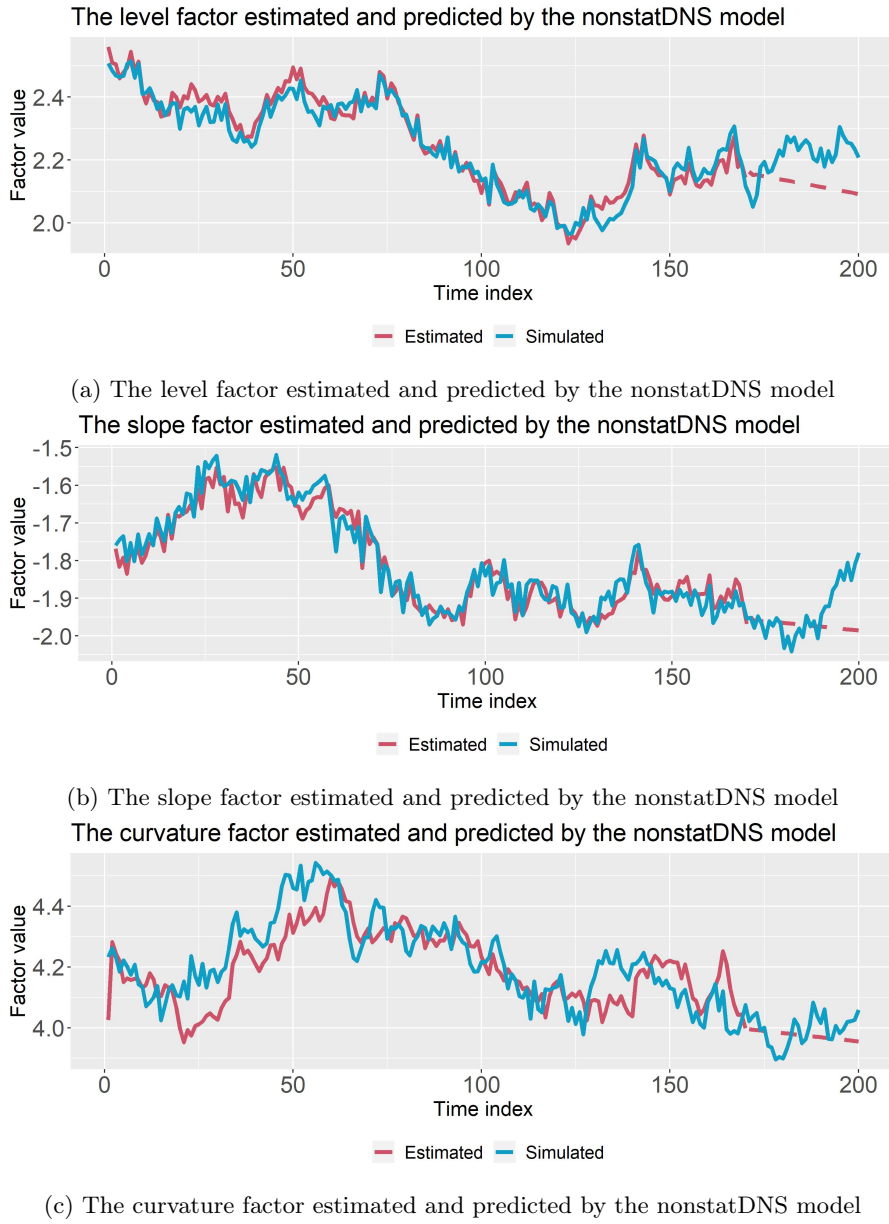 The level factor estimated and predicted by the nonstatDNS model
Factor value
2.4
2.2
2.0
0
50
100
150
200
Time index
Estimated
Simulated
(a) The level factor estimated and predicted by the nonstatDNS model
The slope factor estimated and predicted by the nonstatDNS model
Factor value
-1.5
-1.6
-1.7
-1.8
-1.9
-2.0
0
50
100
150
200
Time index
Estimated
Simulated
(b) The slope factor estimated and predicted by the nonstatDNS model
The curvature factor estimated and predicted by the nonstatDNS model
Factor value
4.4
4.2
4.0
0
50
100
150
200
Time index
Estimated
Simulated
(c) The curvature factor estimated and predicted by the nonstatDNS model